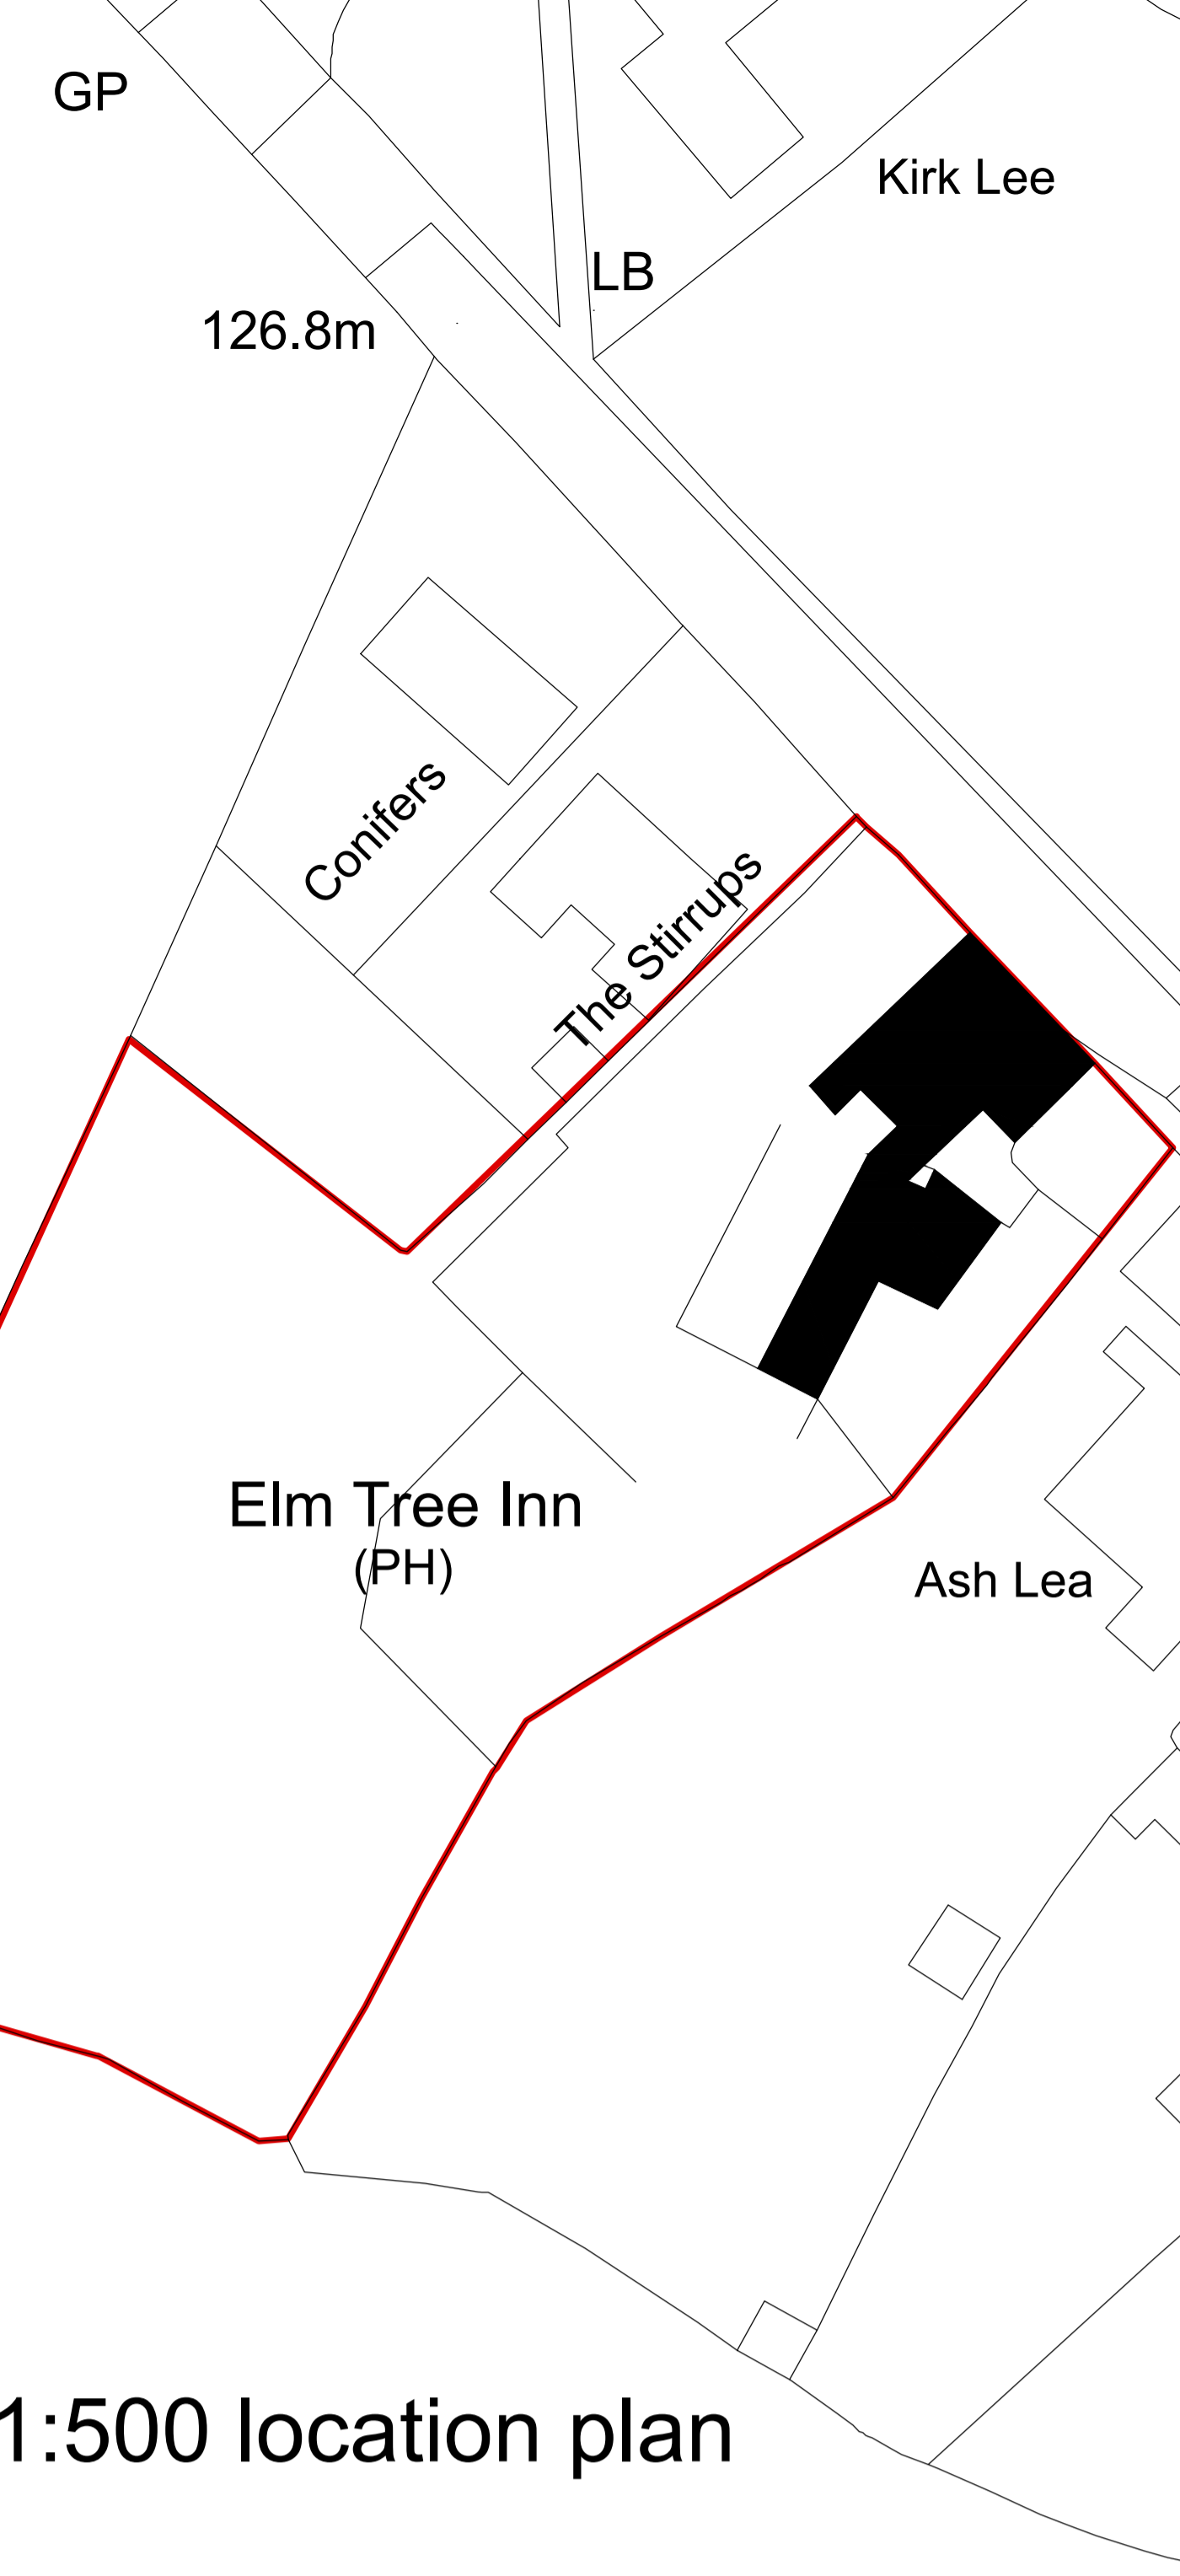 GP
Kirk Lee
LB
126.8m
Conifers
The Stirrups
Elm Tree Inn
(PH)
Ash Lea
1:500 location plan